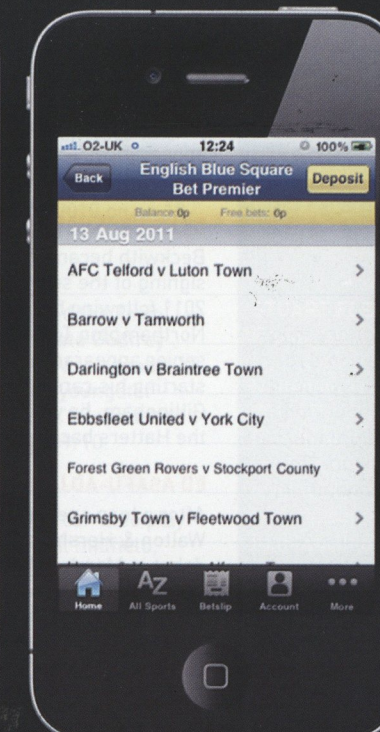 O2-UK 12:24 100%
Back English Blue Square Bet Premier Deposit
Balance: 0p Free bets: 0p
13 Aug 2011
AFC Telford v Luton Town
Barrow v Tamworth
Darlington v Braintree Town
Ebbsfleet United v York City
Forest Green Rovers v Stockport County
Grimsby Town v Fleetwood Town
Home AZ All Sports Betslip Account More